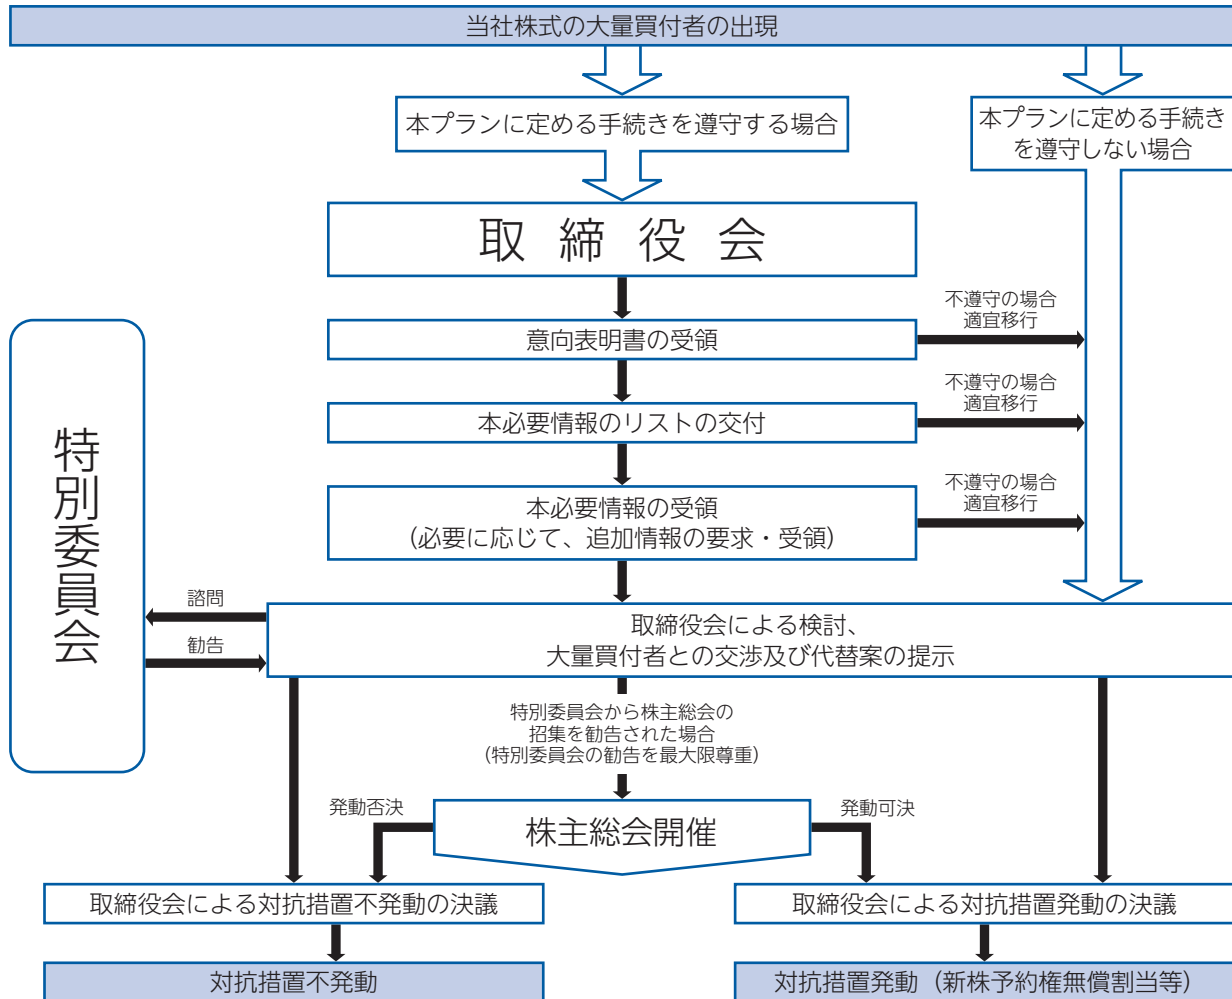 当社株式の大量買付者の出現
本プランに定める手続きを遵守する場合
本プランに定める手続き
を遵守しない場合
取締役会
不遵守の場合
適宜移行
意向表明書の受領
不遵守の場合
適宜移行
本必要情報のリストの交付
不遵守の場合
適宜移行
本必要情報の受領
(必要に応じて、追加情報の要求・受領)
特別委員会
諮問
勧告
取締役会による検討、
大量買付者との交渉及び代替案の提示
特別委員会から株主総会の
招集を勧告された場合
(特別委員会の勧告を最大限尊重)
発動否決
株主総会開催
発動可決
取締役会による対抗措置不発動の決議
取締役会による対抗措置発動の決議
対抗措置不発動
対抗措置発動（新株予約権無償割当等）